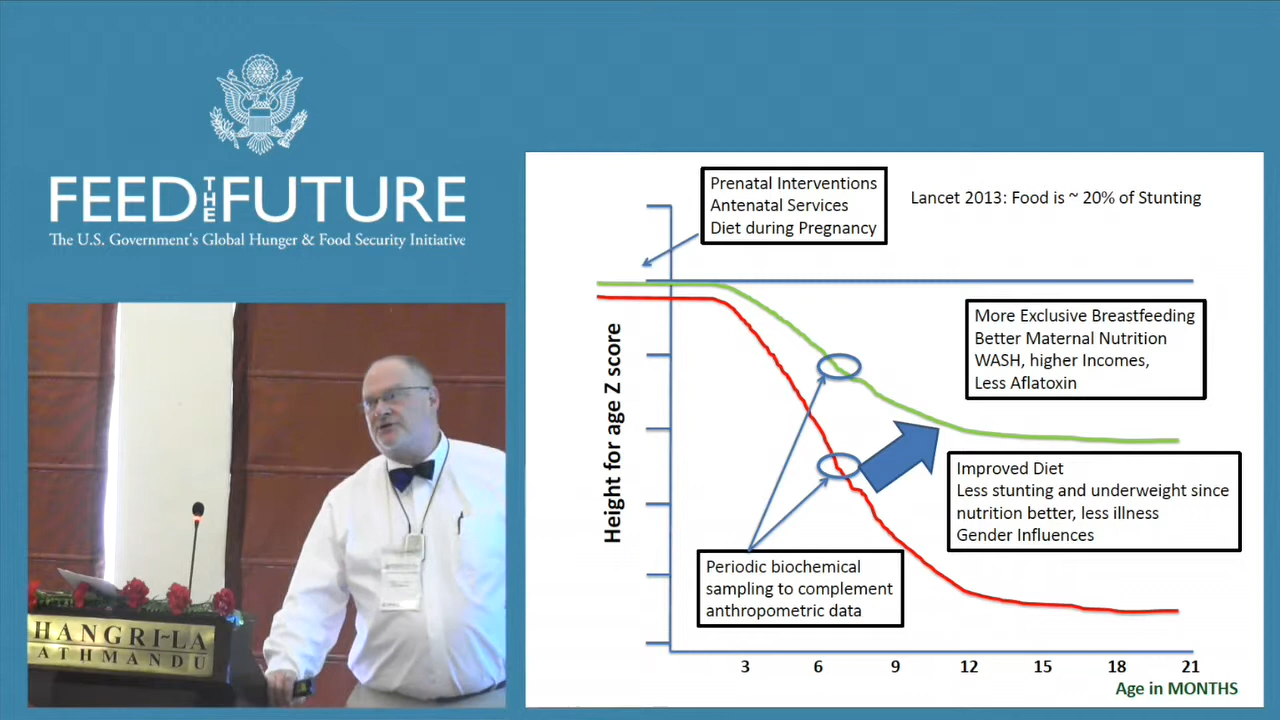 FEED THE FUTURE
The U.S. Government's Global Hunger & Food Security Initiative
HANGRI-LA
ATHMANDU
Prenatal Interventions
Antenatal Services
Diet during Pregnancy
Lancet 2013: Food is ~ 20% of Stunting
More Exclusive Breastfeeding
Better Maternal Nutrition
WASH, higher Incomes,
Less Aflatoxin
Height for age Z score
Improved Diet
Less stunting and underweight since
nutrition better, less illness
Gender Influences
Periodic biochemical
sampling to complement
anthropometric data
3 6 9 12 15 18 21
Age in MONTHS